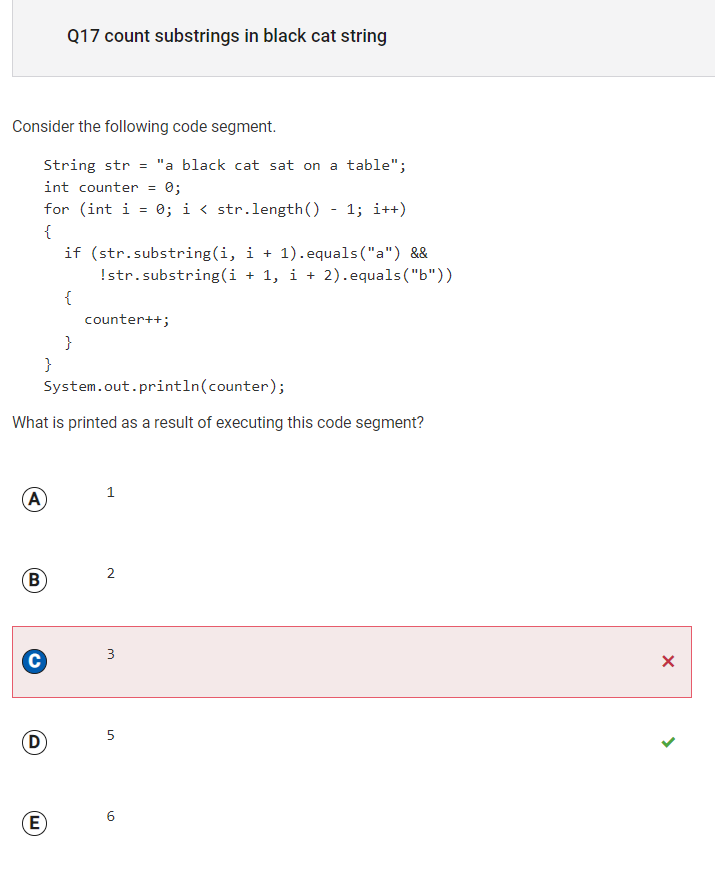 Q17 count substrings in black cat string
Consider the following code segment.
String str = "a black cat sat on a table";
int counter = 0;
for (int i = 0; i < str.length() - 1; i++)
{
if (str.substring(i, i + 1).equals("a") &&
!str.substring(i + 1, i + 2).equals("b"))
{
counter++;
}
}
System.out.println(counter);
What is printed as a result of executing this code segment?
A 1
B 2
C 3
D 5
E 6